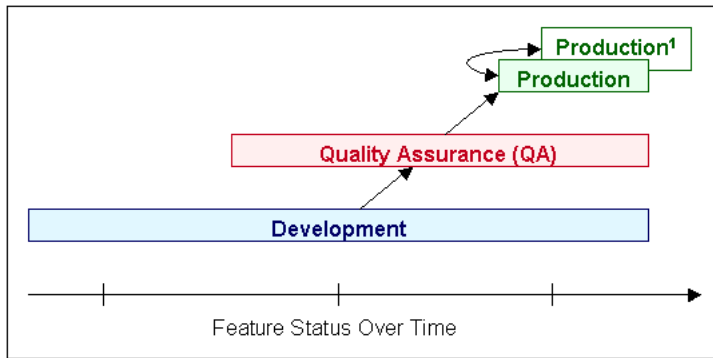 Production¹
Production
Quality Assurance (QA)
Development
Feature Status Over Time